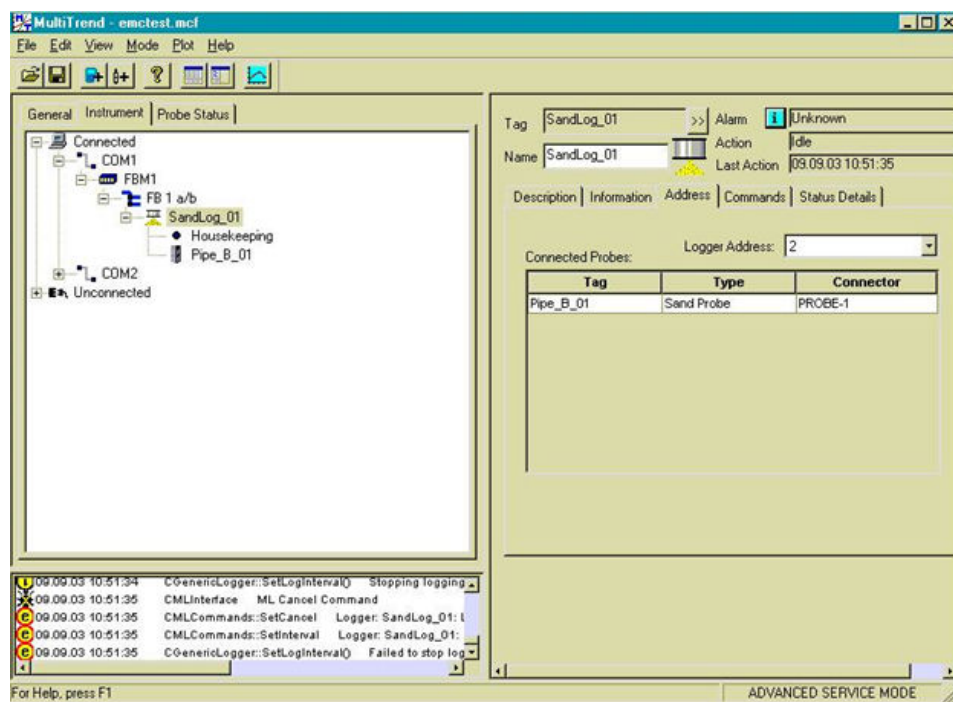 MultiTrend - emctest.mcf
File Edit View Mode Plot Help
General Instrument Probe Status
Connected
COM1
FBM1
FB 1 a/b
SandLog_01
Housekeeping
Pipe_B_01
COM2
Unconnected
Tag SandLog_01 >> Alarm Unknown
Action Idle
Name SandLog_01 Last Action 09.09.03 10:51:35
Description Information Address Commands Status Details
Logger Address: 2
Connected Probes:
Tag Type Connector
Pipe_B_01 Sand Probe PROBE-1
09.09.03 10:51:34 CGenericLogger::SetLogInterval() Stopping logging
09.09.03 10:51:35 CMLInterface ML Cancel Command
09.09.03 10:51:35 CMLCommands::SetCancel Logger: SandLog_01:
09.09.03 10:51:35 CMLCommands::SetInterval Logger: SandLog_01:
09.09.03 10:51:35 CGenericLogger::SetLogInterval() Failed to stop log
For Help, press F1
ADVANCED SERVICE MODE